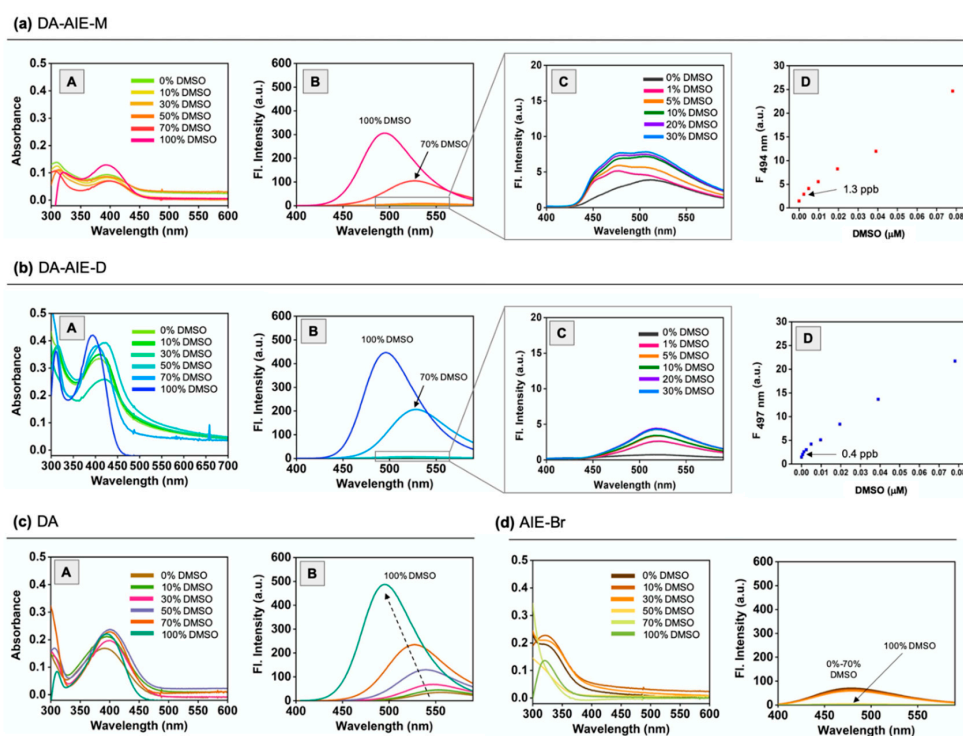 (a) DA-AIE-M
A
Absorbance
0.5
0.4
0.3
0.2
0.1
0.0
300 350 400 450 500 550 600
Wavelength (nm)
0% DMSO
10% DMSO
30% DMSO
50% DMSO
70% DMSO
100% DMSO
B
Fl. Intensity (a.u.)
600
500
400
300
200
100
0
400 450 500 550
Wavelength (nm)
100% DMSO
70% DMSO
C
Fl. Intensity (a.u.)
20
15
10
5
0
400 450 500 550
Wavelength (nm)
0% DMSO
1% DMSO
5% DMSO
10% DMSO
20% DMSO
30% DMSO
D
F 494 nm (a.u.)
30
25
20
15
10
5
0
0.00 0.01 0.02 0.03 0.04 0.05 0.06 0.07 0.08
DMSO (μM)
1.3 ppb
(b) DA-AIE-D
A
Absorbance
0.5
0.4
0.3
0.2
0.1
0.0
300 350 400 450 500 550 600 650 700
Wavelength (nm)
0% DMSO
10% DMSO
30% DMSO
50% DMSO
70% DMSO
100% DMSO
B
Fl. Intensity (a.u.)
600
500
400
300
200
100
0
400 450 500 550
Wavelength (nm)
100% DMSO
70% DMSO
C
Fl. Intensity (a.u.)
20
15
10
5
0
400 450 500 550
Wavelength (nm)
0% DMSO
1% DMSO
5% DMSO
10% DMSO
20% DMSO
30% DMSO
D
F 497 nm (a.u.)
30
25
20
15
10
5
0
0.00 0.01 0.02 0.03 0.04 0.05 0.06 0.07 0.08
DMSO (μM)
0.4 ppb
(c) DA
A
Absorbance
0.5
0.4
0.3
0.2
0.1
0.0
300 350 400 450 500 550 600
Wavelength (nm)
0% DMSO
10% DMSO
30% DMSO
50% DMSO
70% DMSO
100% DMSO
B
Fl. Intensity (a.u.)
600
500
400
300
200
100
0
400 450 500 550
Wavelength (nm)
100% DMSO
(d) AIE-Br
Absorbance
0.5
0.4
0.3
0.2
0.1
0.0
300 350 400 450 500 550 600
Wavelength (nm)
0% DMSO
10% DMSO
30% DMSO
50% DMSO
70% DMSO
100% DMSO
Fl. Intensity (a.u.)
600
500
400
300
200
100
0
400 450 500 550
Wavelength (nm)
0%-70%
DMSO
100% DMSO